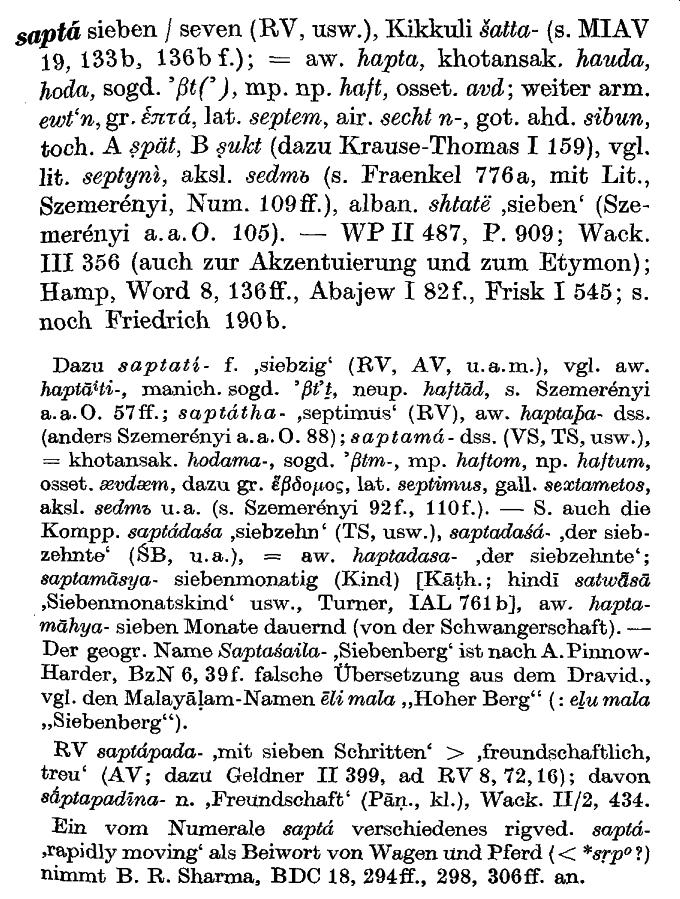 saptá sieben / seven (RV, usw.), Kikkuli šatta- (s. MIAV
19, 133b, 136b f.); = aw. hapta, khotansak. hauda,
hoda, sogd. ’βt(’), mp. np. haft, osset. avd; weiter arm.
ewt‘n, gr. ἑπτά, lat. septem, air. secht n-, got. ahd. sibun,
toch. A ṣpät, B ṣukt (dazu Krause-Thomas I 159), vgl.
lit. septynì, aksl. sedmь (s. Fraenkel 776a, mit Lit.,
Szemerényi, Num. 109ff.), alban. shtatë ‚sieben‘ (Sze-
merényi a.a.O. 105). — WP II 487, P. 909; Wack.
III 356 (auch zur Akzentuierung und zum Etymon);
Hamp, Word 8, 136ff., Abajew I 82f., Frisk I 545; s.
noch Friedrich 190b.
Dazu saptatí- f. ‚siebzig‘ (RV, AV, u.a.m.), vgl. aw.
haptāⁱti-, manich. sogd. ’βt’ṯ, neup. haftād, s. Szemerényi
a.a.O. 57ff.; saptátha- ‚septimus‘ (RV), aw. haptaþa- dss.
(anders Szemerényi a.a.O. 88); saptamá- dss. (VS, TS, usw.),
= khotansak. hodama-, sogd. ’βtm-, mp. haftom, np. haftum,
osset. ævdæm, dazu gr. ἕβδομος, lat. septimus, gall. sextametos,
aksl. sedmъ u.a. (s. Szemerényi 92f., 110f.). — S. auch die
Kompp. saptádaśa ‚siebzehn‘ (TS, usw.), saptadaśá- ‚der sieb-
zehnte‘ (ŚB, u.a.), = aw. haptadasa- ‚der siebzehnte‘;
saptamāsya- siebenmonatig (Kind) [Kāṭh.; hindī satwā̃sā
‚Siebenmonatskind‘ usw., Turner, IAL 761b], aw. hapta-
māhya- sieben Monate dauernd (von der Schwangerschaft). —
Der geogr. Name Saptaśaila- ‚Siebenberg‘ ist nach A. Pinnow-
Harder, BzN 6, 39f. falsche Übersetzung aus dem Dravid.,
vgl. den Malayāḷam-Namen ēli mala „Hoher Berg“ (: eḻu mala
„Siebenberg“).
RV saptápada- ‚mit sieben Schritten‘ > ‚freundschaftlich,
treu‘ (AV; dazu Geldner II 399, ad RV 8, 72,16); davon
sā́ptapadīna- n. ‚Freundschaft‘ (Pāṇ., kl.), Wack. II/2, 434.
Ein vom Numerale saptá verschiedenes rigved. saptá-
‚rapidly moving‘ als Beiwort von Wagen und Pferd (< *sṛpº?)
nimmt B. R. Sharma, BDC 18, 294ff., 298, 306ff. an.